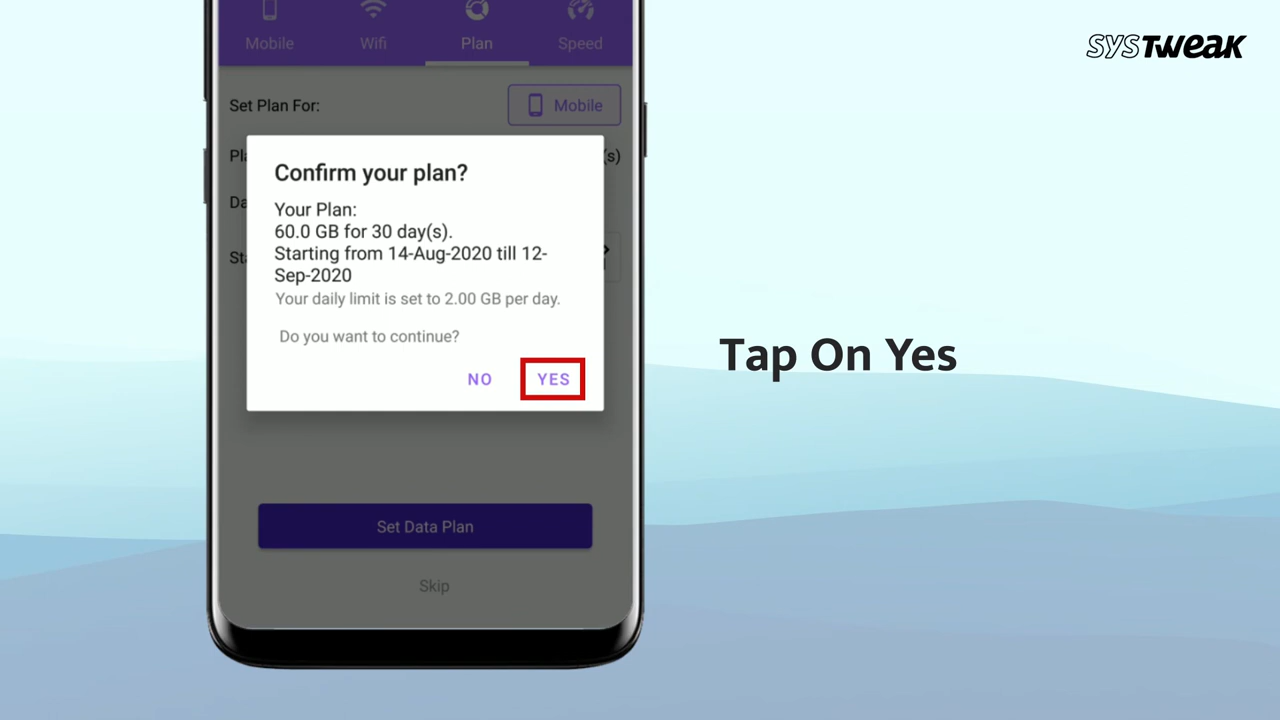 SYSTweak
Mobile
Wifi
Plan
Speed
Set Plan For:
Mobile
Confirm your plan?
Your Plan:
60.0 GB for 30 day(s).
Starting from 14-Aug-2020 till 12-
Sep-2020
Your daily limit is set to 2.00 GB per day.
Do you want to continue?
NO
YES
Tap On Yes
Set Data Plan
Skip